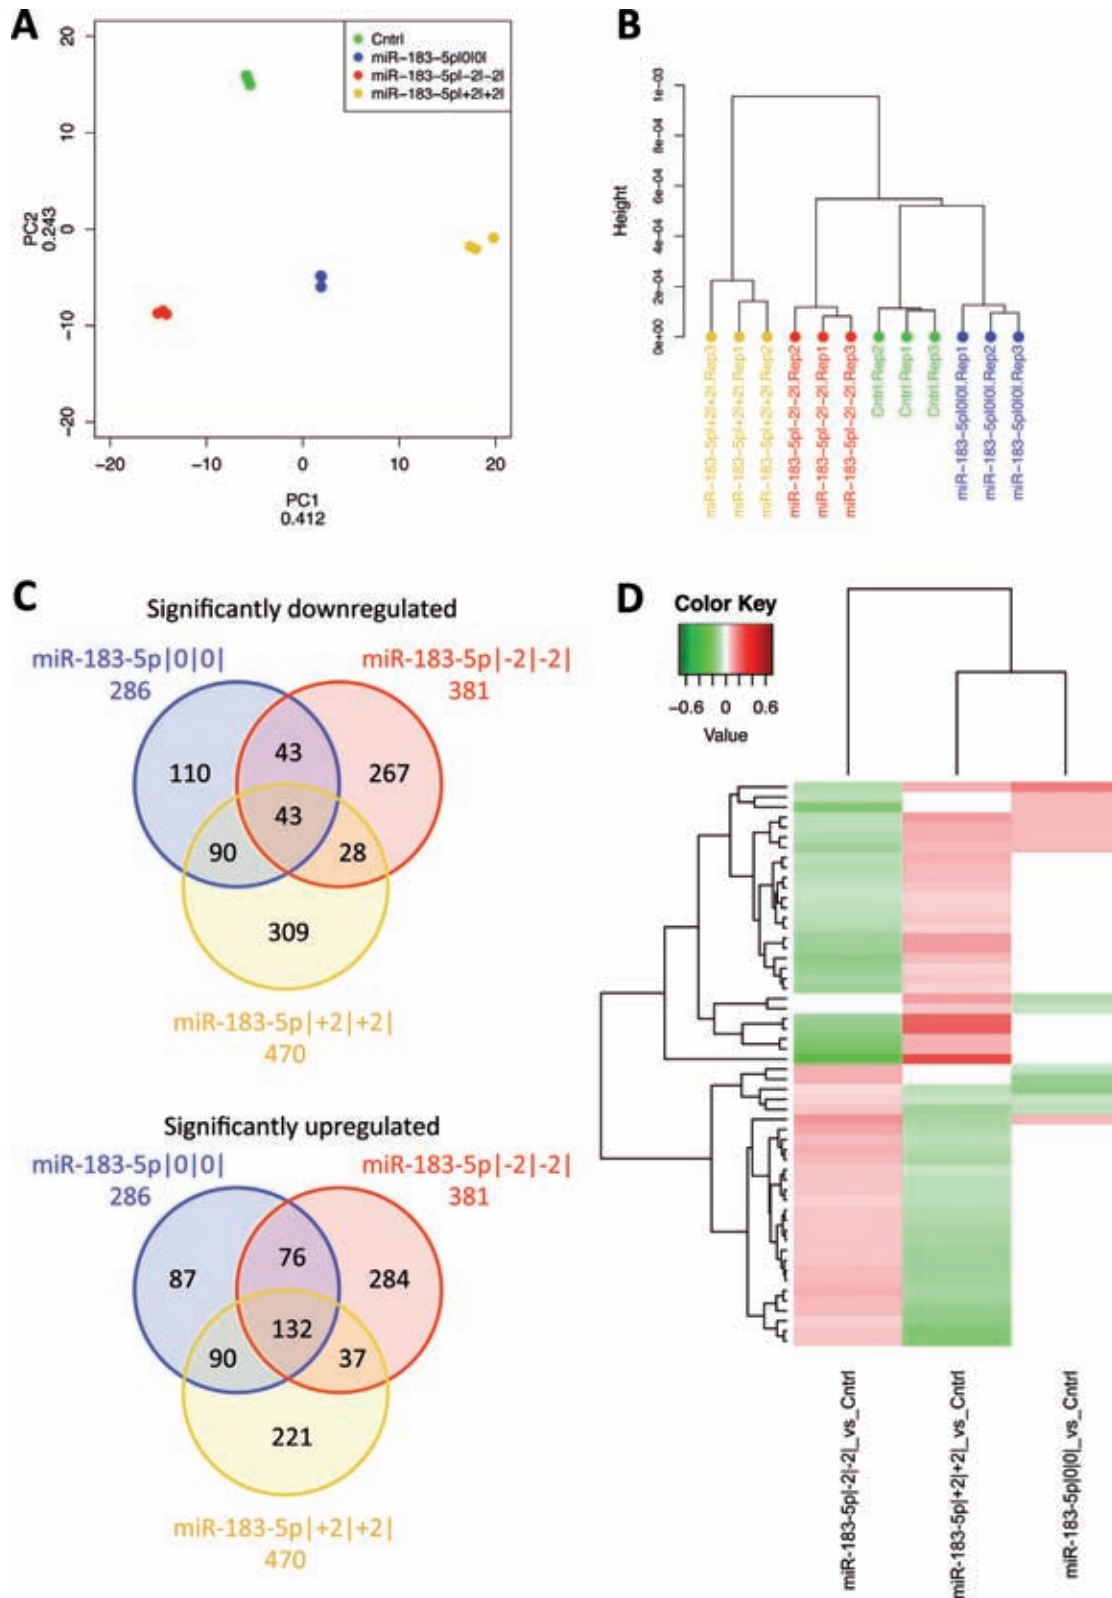 A
20
10
0
-10
-20
PC2
0.243
-20
-10
0
10
20
PC1
0.412
Cntrl
miR-183-5p|0|0|
miR-183-5p|-2|-2|
miR-183-5p|+2|+2|
B
Height
0e+00
2e-04
4e-04
6e-04
8e-04
1e-03
miR-183-5p|+2|+2|.Rep3
miR-183-5p|+2|+2|.Rep1
miR-183-5p|+2|+2|.Rep2
miR-183-5p|-2|-2|.Rep2
miR-183-5p|-2|-2|.Rep1
miR-183-5p|-2|-2|.Rep3
Cntrl.Rep2
Cntrl.Rep1
Cntrl.Rep3
miR-183-5p|0|0|.Rep1
miR-183-5p|0|0|.Rep2
miR-183-5p|0|0|.Rep3
C
Significantly downregulated
miR-183-5p|0|0|
286
miR-183-5p|-2|-2|
381
110
43
267
43
90
28
309
miR-183-5p|+2|+2|
470
Significantly upregulated
miR-183-5p|0|0|
286
miR-183-5p|-2|-2|
381
87
76
284
132
90
37
221
miR-183-5p|+2|+2|
470
D
Color Key
-0.6 0 0.6
Value
miR-183-5p|-2|-2|_vs_Cntrl
miR-183-5p|+2|+2|_vs_Cntrl
miR-183-5p|0|0|_vs_Cntrl